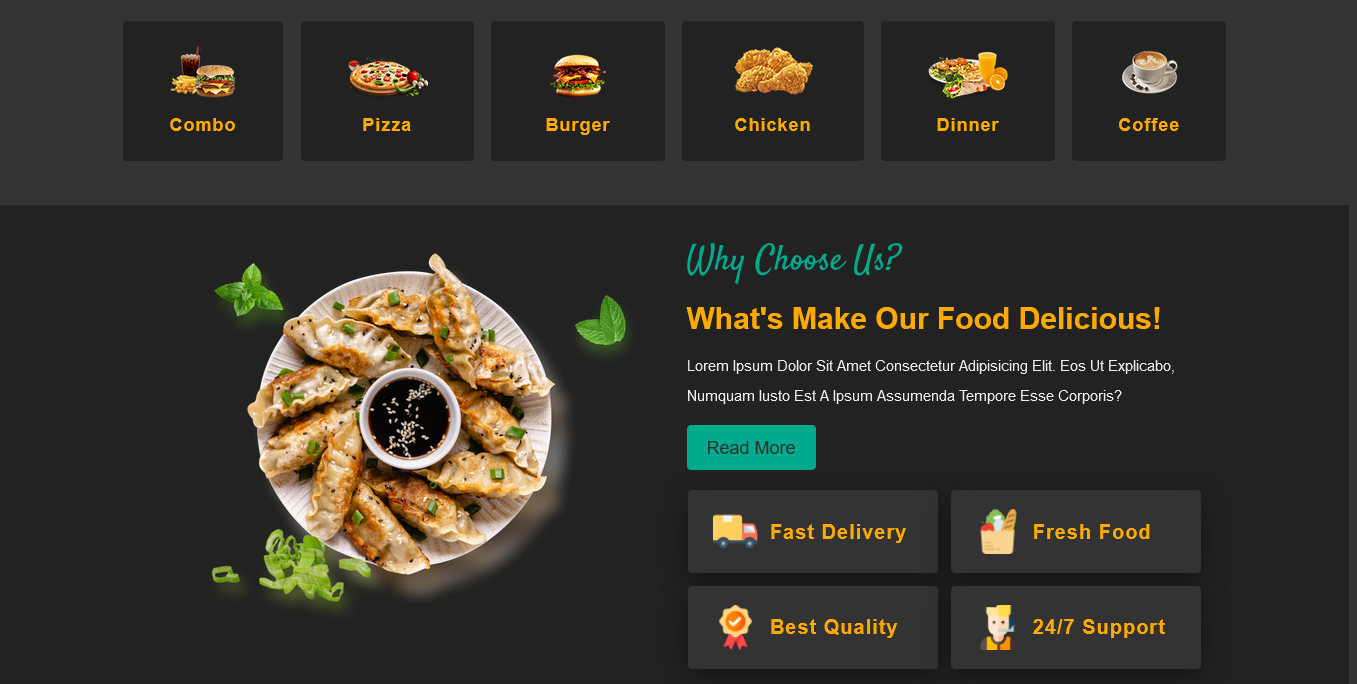 Combo
Pizza
Burger
Chicken
Dinner
Coffee
Why Choose Us?
What's Make Our Food Delicious!
Lorem Ipsum Dolor Sit Amet Consectetur Adipisicing Elit. Eos Ut Explicabo,
Numquam Iusto Est A Ipsum Assumenda Tempore Esse Corporis?
Read More
Fast Delivery
Fresh Food
Best Quality
24/7 Support